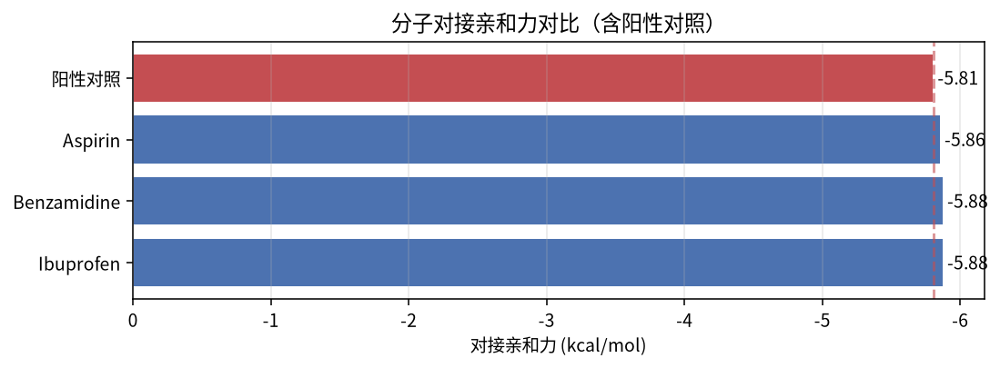 分子对接亲和力对比（含阳性对照）
阳性对照
-5.81
Aspirin
-5.86
Benzamidine
-5.88
Ibuprofen
-5.88
0 -1 -2 -3 -4 -5 -6
对接亲和力 (kcal/mol)